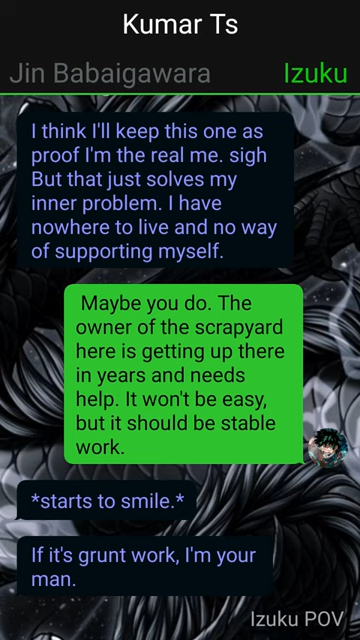 Kumar Ts
Jin Babaigawara Izuku
I think I'll keep this one as
proof I'm the real me. sigh
But that just solves my
inner problem. I have
nowhere to live and no way
of supporting myself.
Maybe you do. The
owner of the scrapyard
here is getting up there
in years and needs
help. It won't be easy,
but it should be stable
work.
*starts to smile.*
If it's grunt work, I'm your
man.
Izuku POV